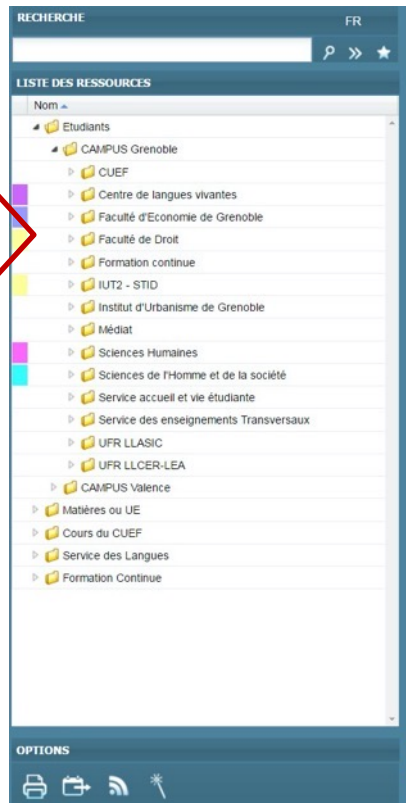 RECHERCHE FR
LISTE DES RESSOURCES
Nom
Etudiants
CAMPUS Grenoble
CUEF
Centre de langues vivantes
Faculté d'Economie de Grenoble
Faculté de Droit
Formation continue
IUT2 - STID
Institut d'Urbanisme de Grenoble
Médiat
Sciences Humaines
Sciences de l'Homme et de la société
Service accueil et vie étudiante
Service des enseignements Transversaux
UFR LLASIC
UFR LLCER-LEA
CAMPUS Valence
Matières ou UE
Cours du CUEF
Service des Langues
Formation Continue
OPTIONS